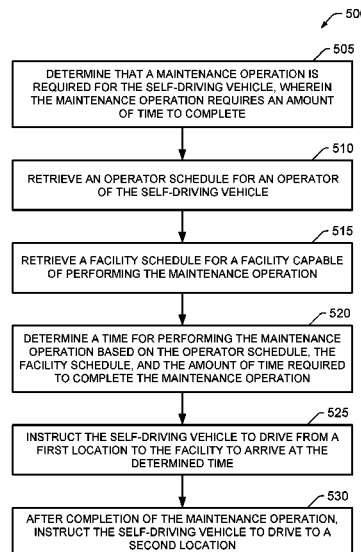 500
505
DETERMINE THAT A MAINTENANCE OPERATION IS
REQUIRED FOR THE SELF-DRIVING VEHICLE, WHEREIN
THE MAINTENANCE OPERATION REQUIRES AN AMOUNT
OF TIME TO COMPLETE
510
RETRIEVE AN OPERATOR SCHEDULE FOR AN OPERATOR
OF THE SELF-DRIVING VEHICLE
515
RETRIEVE A FACILITY SCHEDULE FOR A FACILITY CAPABLE
OF PERFORMING THE MAINTENANCE OPERATION
520
DETERMINE A TIME FOR PERFORMING THE MAINTENANCE
OPERATION BASED ON THE OPERATOR SCHEDULE, THE
FACILITY SCHEDULE, AND THE AMOUNT OF TIME REQUIRED
TO COMPLETE THE MAINTENANCE OPERATION
525
INSTRUCT THE SELF-DRIVING VEHICLE TO DRIVE FROM A
FIRST LOCATION TO THE FACILITY TO ARRIVE AT THE
DETERMINED TIME
530
AFTER COMPLETION OF THE MAINTENANCE OPERATION,
INSTRUCT THE SELF-DRIVING VEHICLE TO DRIVE TO A
SECOND LOCATION